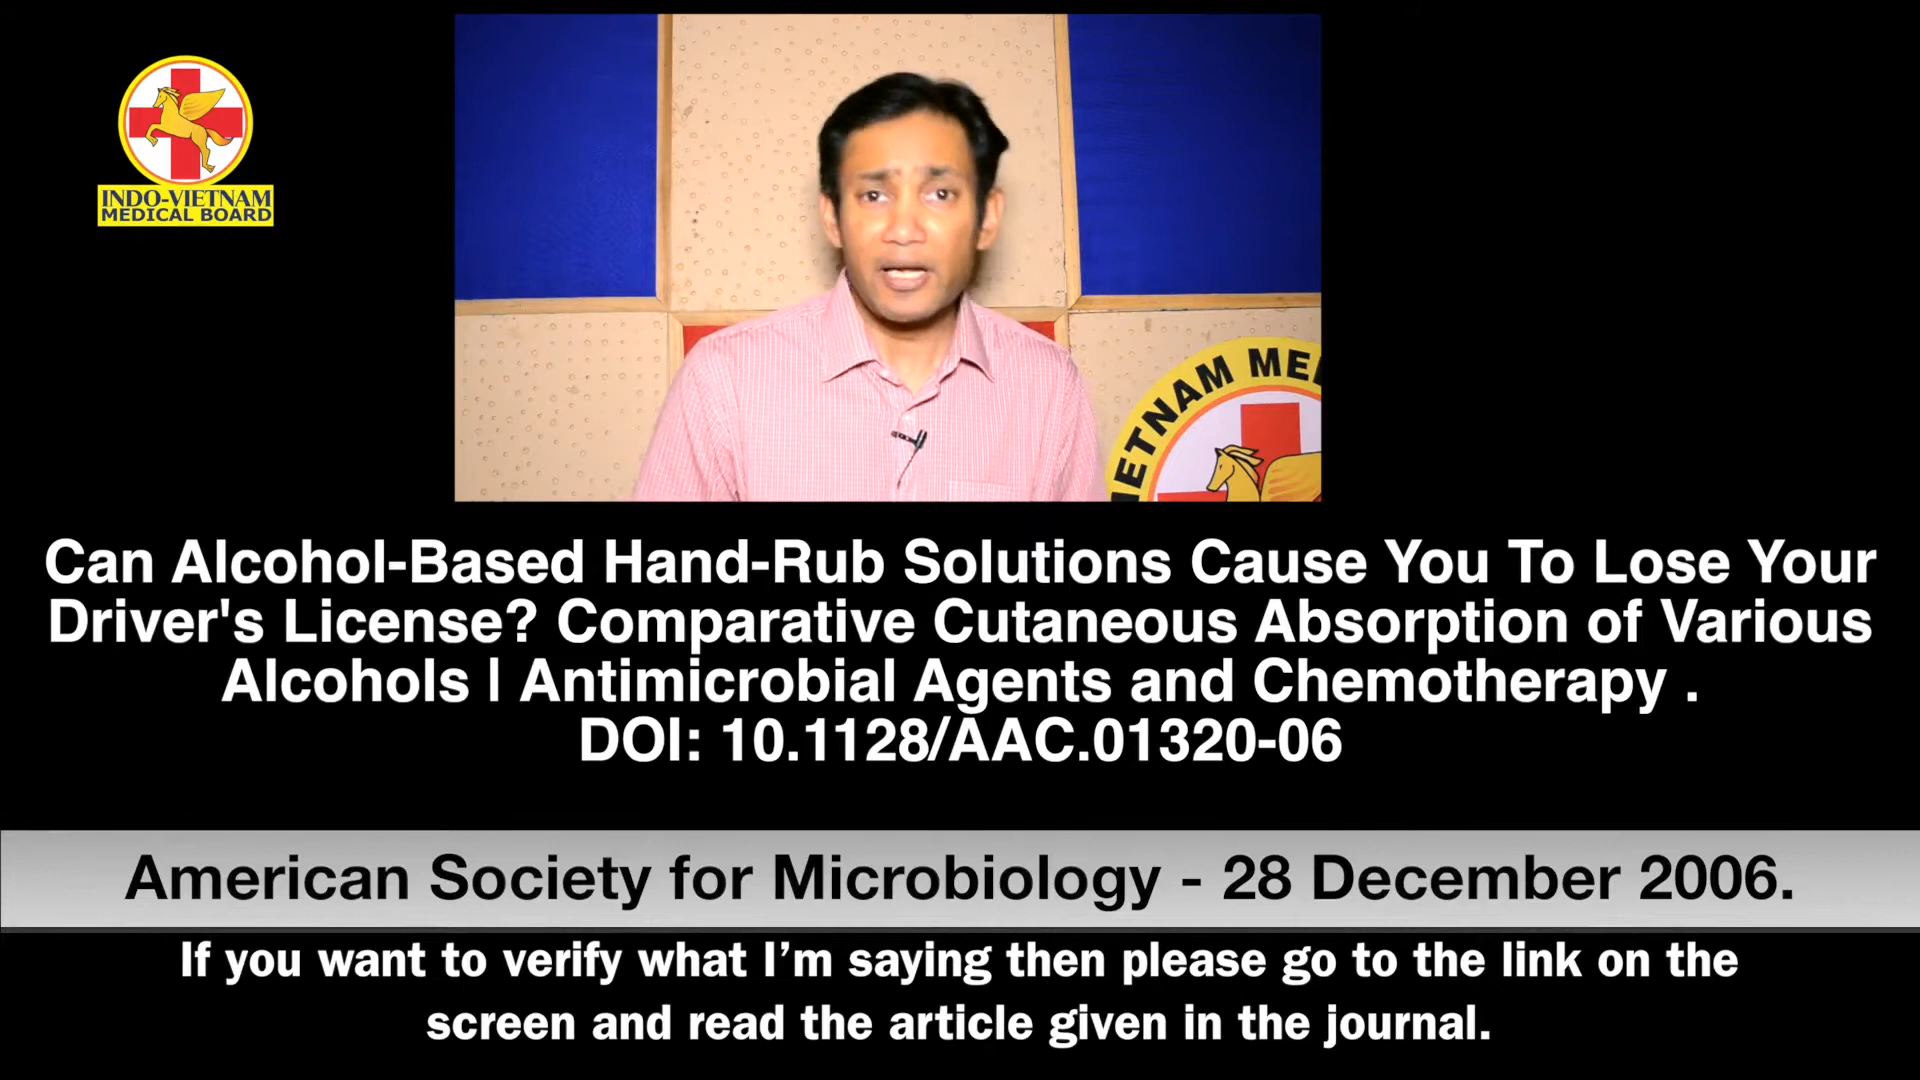 INDO-VIETNAM
MEDICAL BOARD
ETNAM ME
Can Alcohol-Based Hand-Rub Solutions Cause You To Lose Your
Driver's License? Comparative Cutaneous Absorption of Various
Alcohols | Antimicrobial Agents and Chemotherapy .
DOI: 10.1128/AAC.01320-06
American Society for Microbiology - 28 December 2006.
If you want to verify what I’m saying then please go to the link on the
screen and read the article given in the journal.